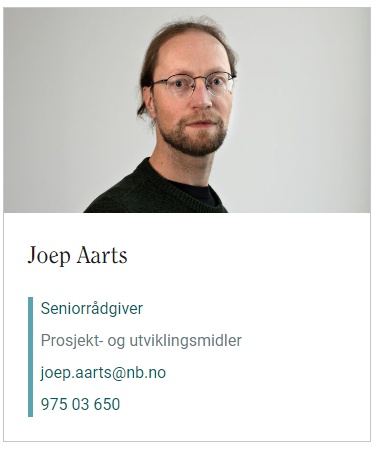 Joep Aarts
Seniorrådgiver
Prosjekt- og utviklingsmidler
joep.aarts@nb.no
975 03 650